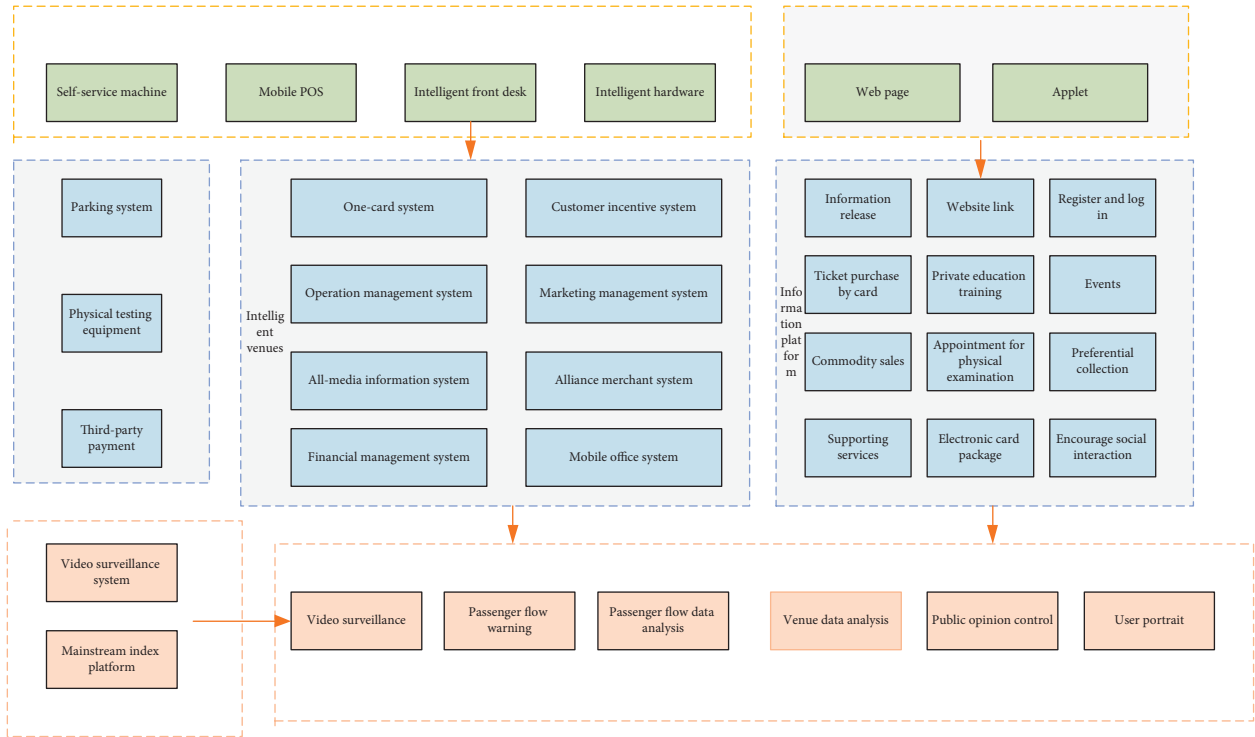 Self-service machine
Mobile POS
Intelligent front desk
Intelligent hardware
Web page
Applet
Parking system
Physical testing
equipment
Third-party
payment
Intellig
ent
venues
One-card system
Customer incentive system
Operation management system
Marketing management system
All-media information system
Alliance merchant system
Financial management system
Mobile office system
Info
rma
tion
plat
for
m
Information
release
Website link
Register and log
in
Ticket purchase
by card
Private education
training
Events
Commodity sales
Appointment for
physical
examination
Preferential
collection
Supporting
services
Electronic card
package
Encourage social
interaction
Video surveillance
system
Mainstream index
platform
Video surveillance
Passenger flow
warning
Passenger flow data
analysis
Venue data analysis
Public opinion control
User portrait